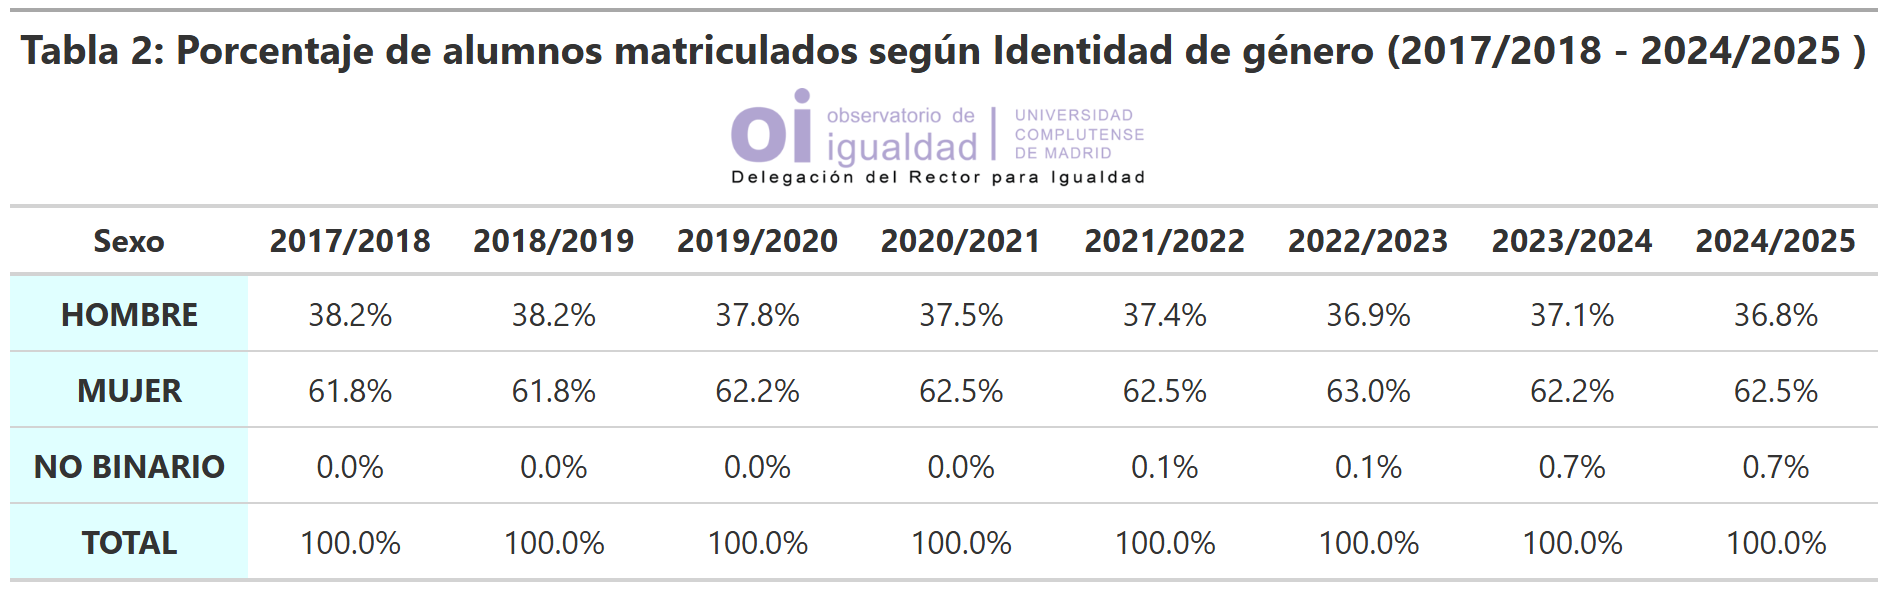 Tabla 2: Porcentaje de alumnos matriculados según Identidad de género (2017/2018 - 2024/2025 )
oi observatorio de igualdad
UNIVERSIDAD
COMPLUTENSE
DE MADRID
Delegación del Rector para Igualdad
Sexo 2017/2018 2018/2019 2019/2020 2020/2021 2021/2022 2022/2023 2023/2024 2024/2025
HOMBRE 38.2% 38.2% 37.8% 37.5% 37.4% 36.9% 37.1% 36.8%
MUJER 61.8% 61.8% 62.2% 62.5% 62.5% 63.0% 62.2% 62.5%
NO BINARIO 0.0% 0.0% 0.0% 0.0% 0.1% 0.1% 0.7% 0.7%
TOTAL 100.0% 100.0% 100.0% 100.0% 100.0% 100.0% 100.0% 100.0%